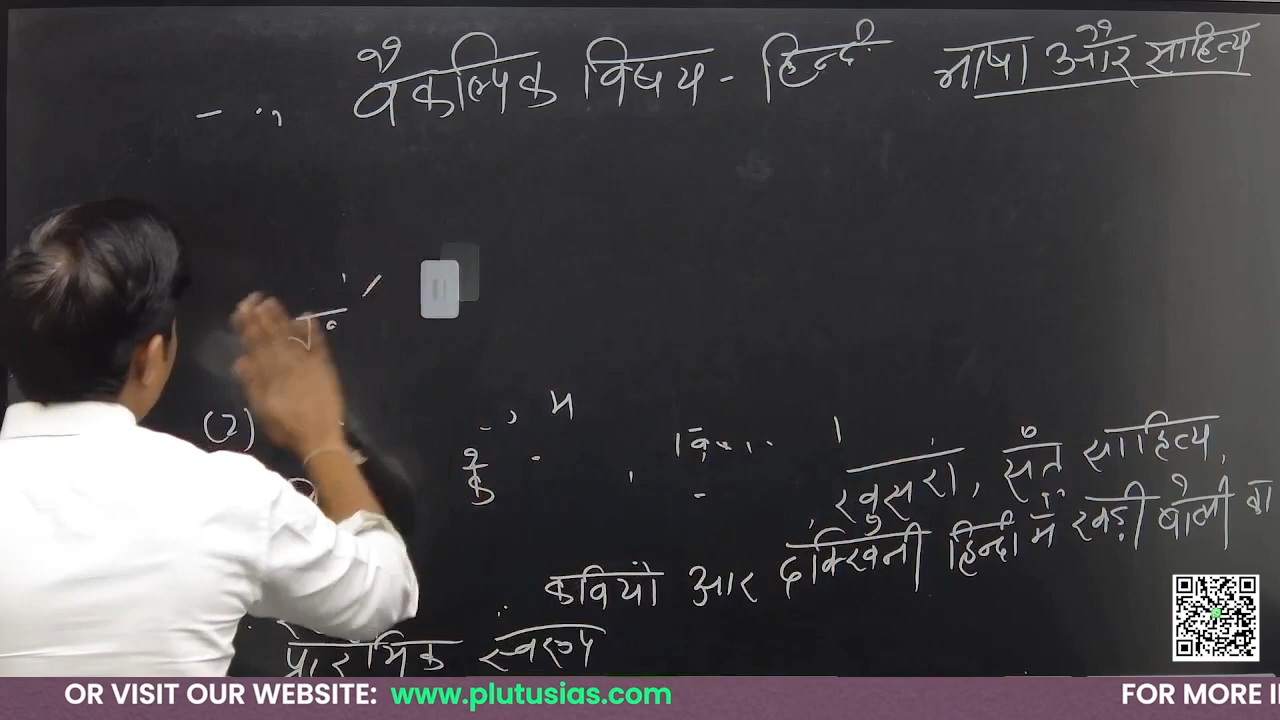 वैकल्पिक विषय - हिन्दी भाषा और साहित्य
(2)
खुसरो, संत साहित्य,
कवियों और दक्खिनी हिन्दी में खड़ी बोली का
प्रारंभिक स्वरूप
OR VISIT OUR WEBSITE: www.plutusias.com
FOR MORE I